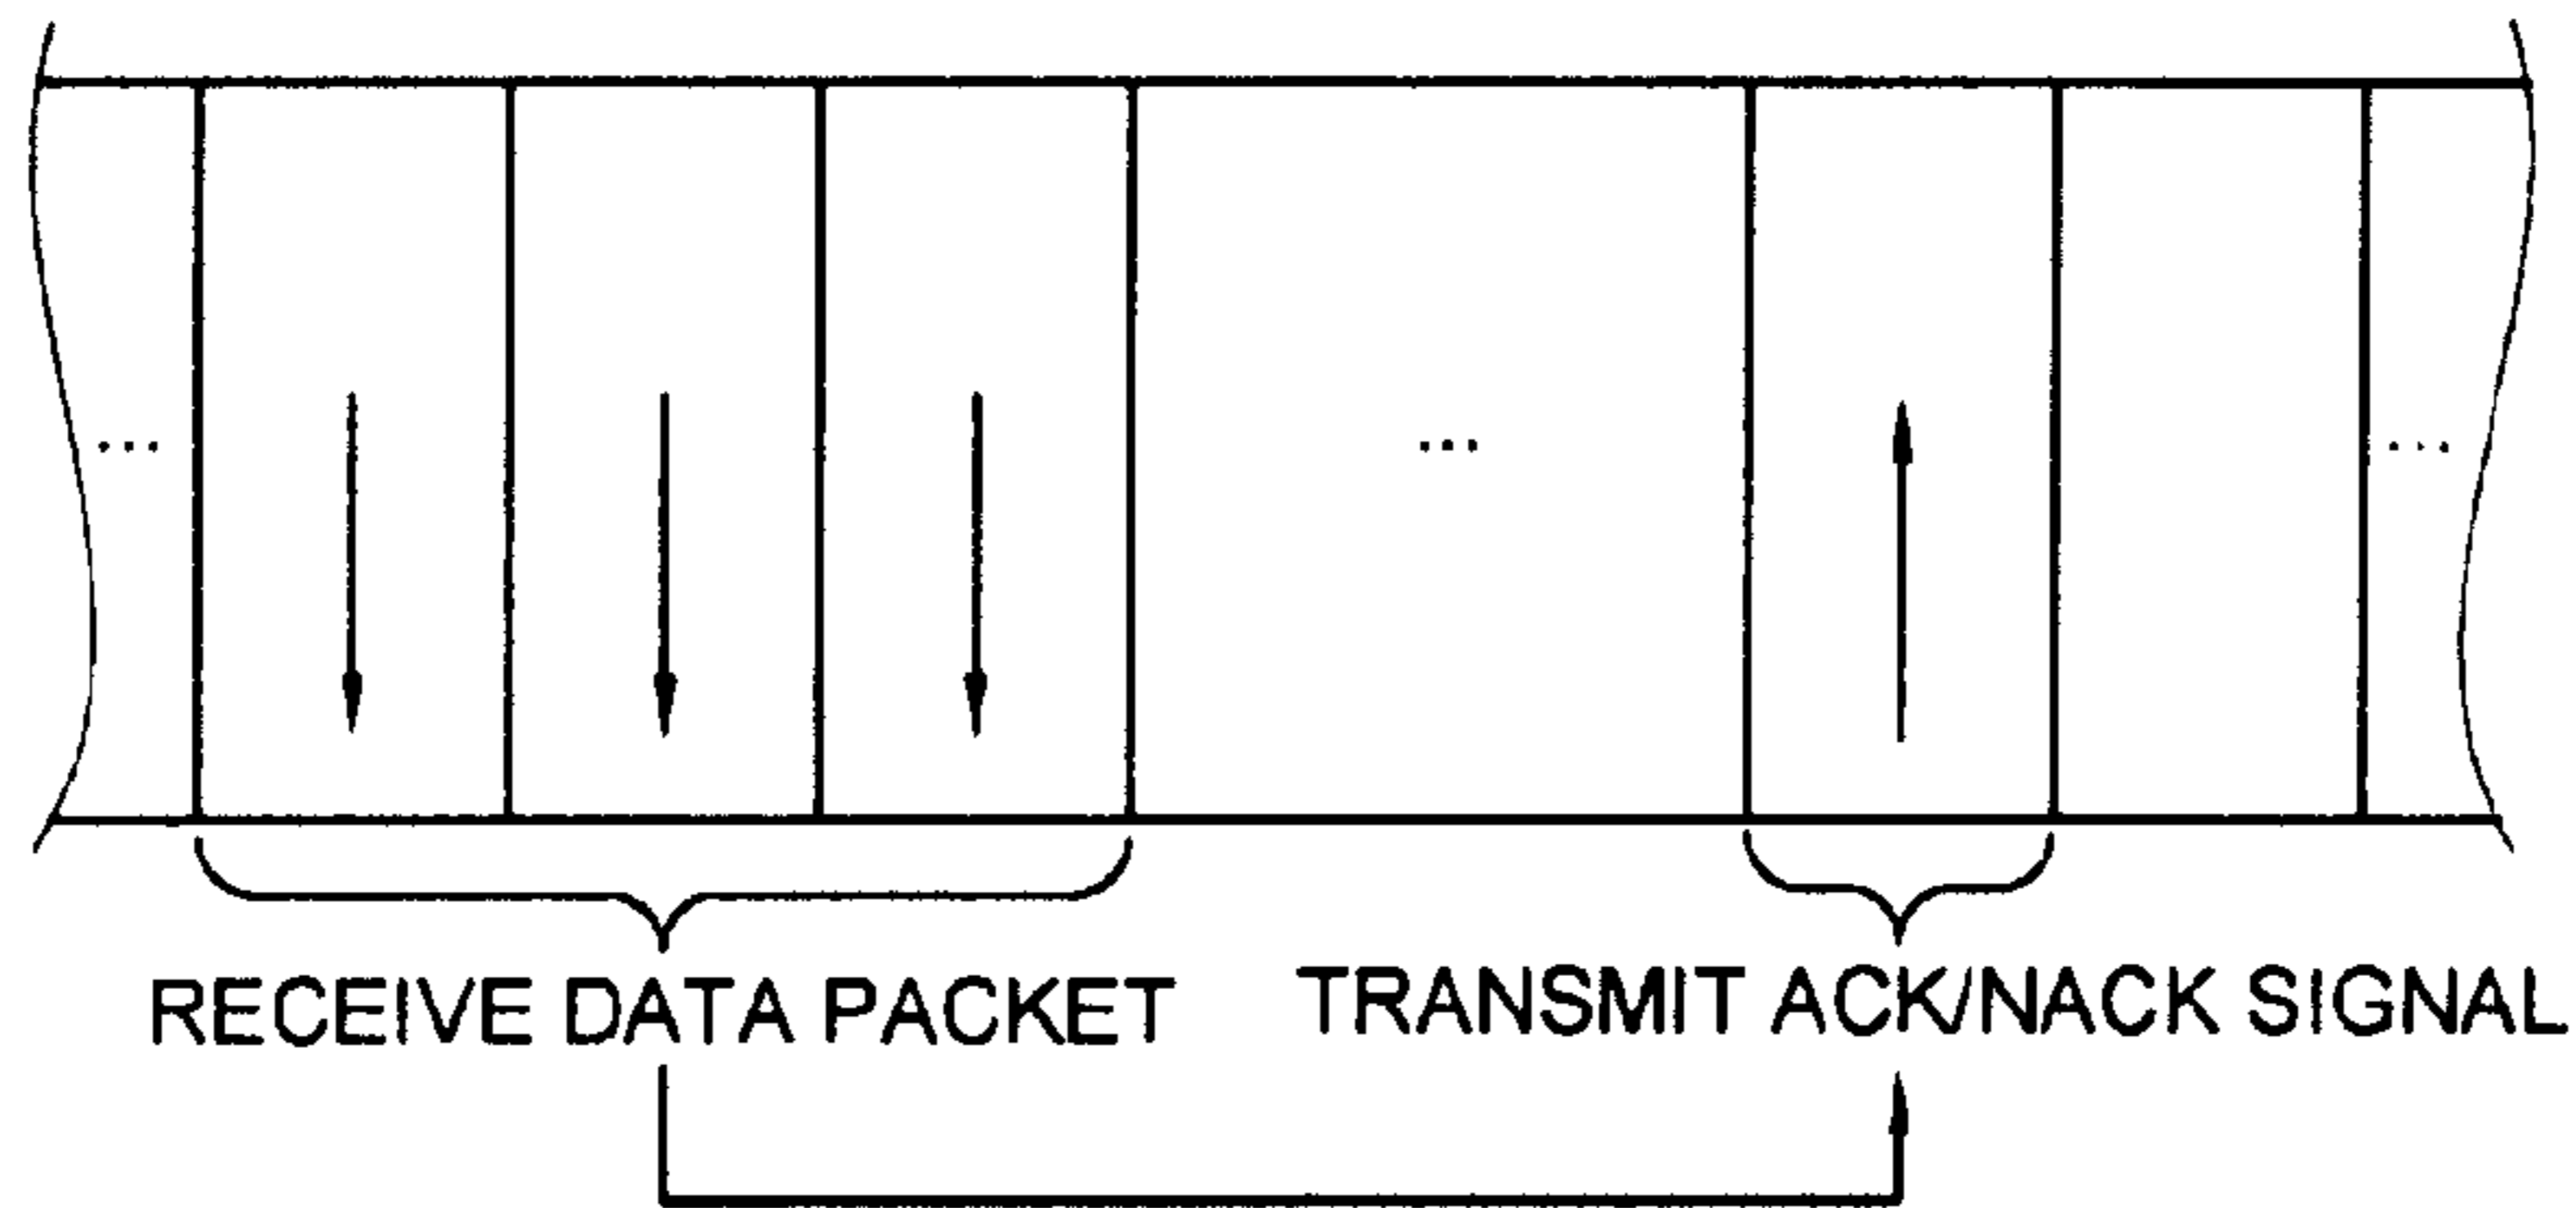 ... ... ...
RECEIVE DATA PACKET TRANSMIT ACK/NACK SIGNAL